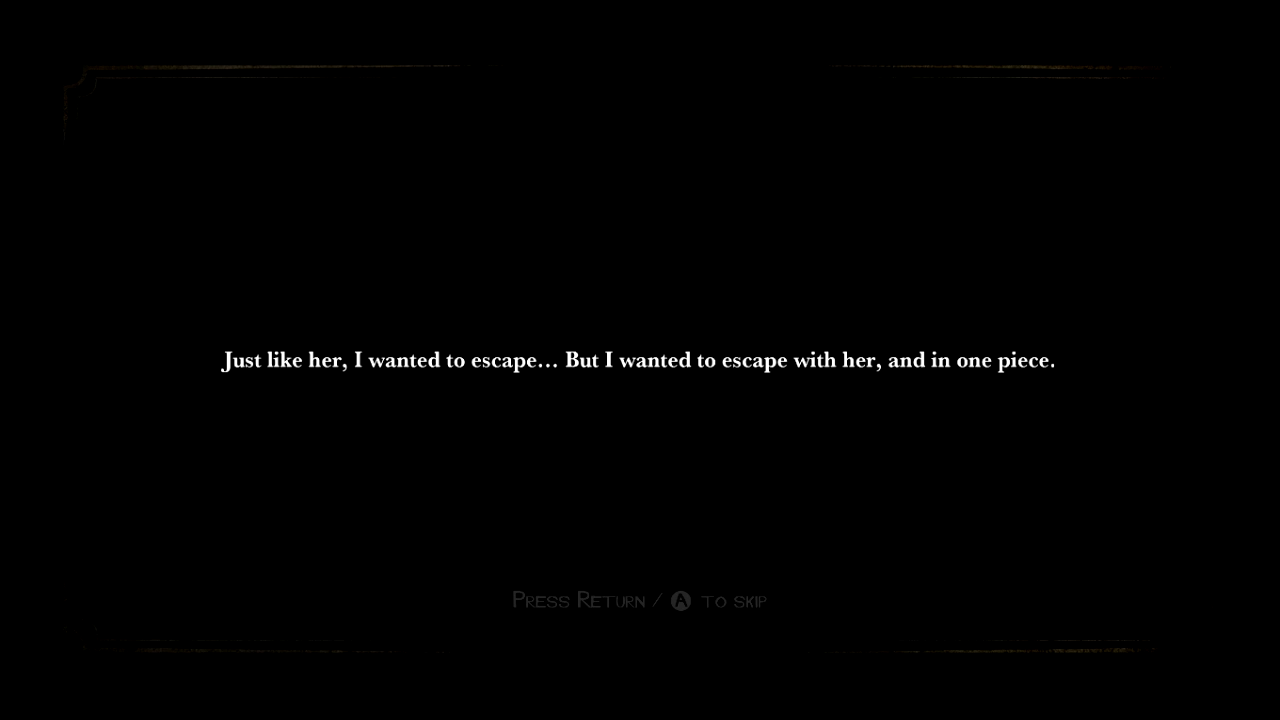 Just like her, I wanted to escape... But I wanted to escape with her, and in one piece.
Press Return / A to skip